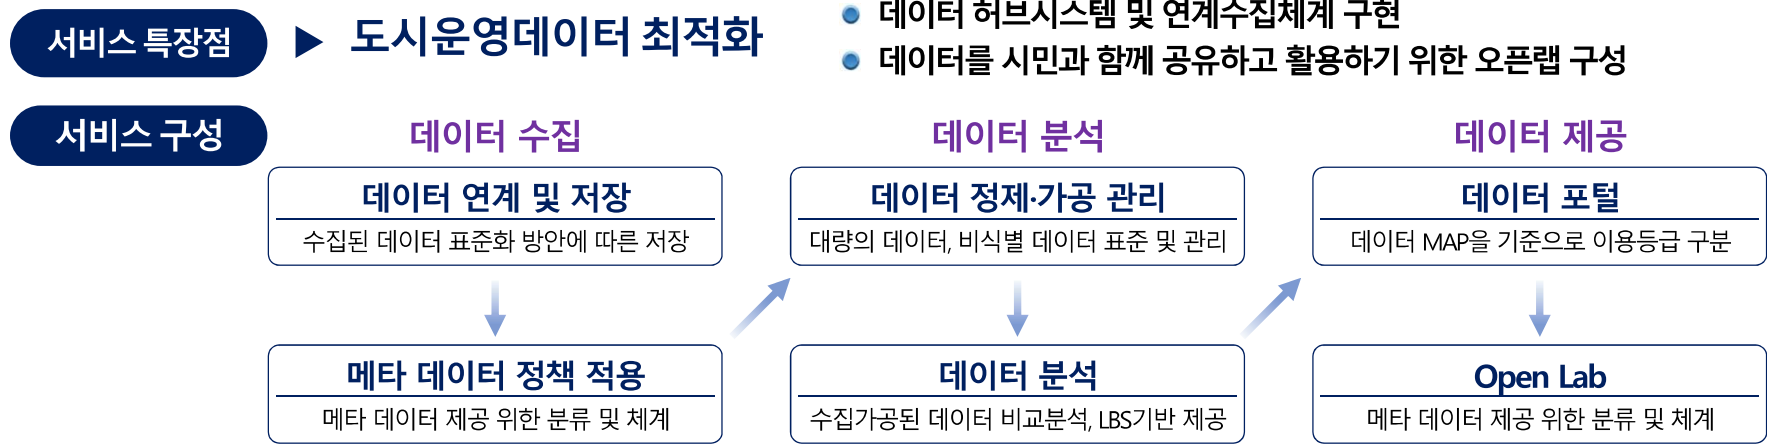 서비스 특장점
도시운영데이터 최적화
데이터 허브시스템 및 연계수집체계 구현
데이터를 시민과 함께 공유하고 활용하기 위한 오픈랩 구성
서비스 구성
데이터 수집
데이터 분석
데이터 제공
데이터 연계 및 저장
수집된 데이터 표준화 방안에 따른 저장
데이터 정제·가공 관리
대량의 데이터, 비식별 데이터 표준 및 관리
데이터 포털
데이터 MAP을 기준으로 이용등급 구분
메타 데이터 정책 적용
메타 데이터 제공 위한 분류 및 체계
데이터 분석
수집가공된 데이터 비교분석, LBS기반 제공
Open Lab
메타 데이터 제공 위한 분류 및 체계